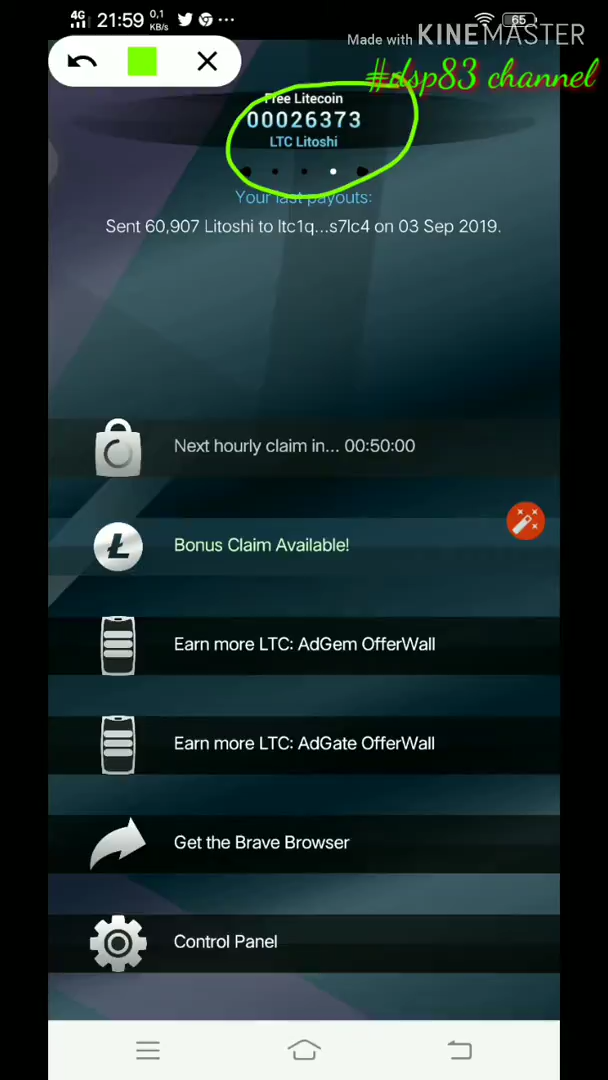 4G 21:59 0,1 KB/s 65
Made with KINEMASTER
#dsp83 channel
Free Litecoin
00026373
LTC Litoshi
Your last payouts:
Sent 60,907 Litoshi to ltc1q...s7lc4 on 03 Sep 2019.
Next hourly claim in... 00:50:00
Bonus Claim Available!
Earn more LTC: AdGem OfferWall
Earn more LTC: AdGate OfferWall
Get the Brave Browser
Control Panel